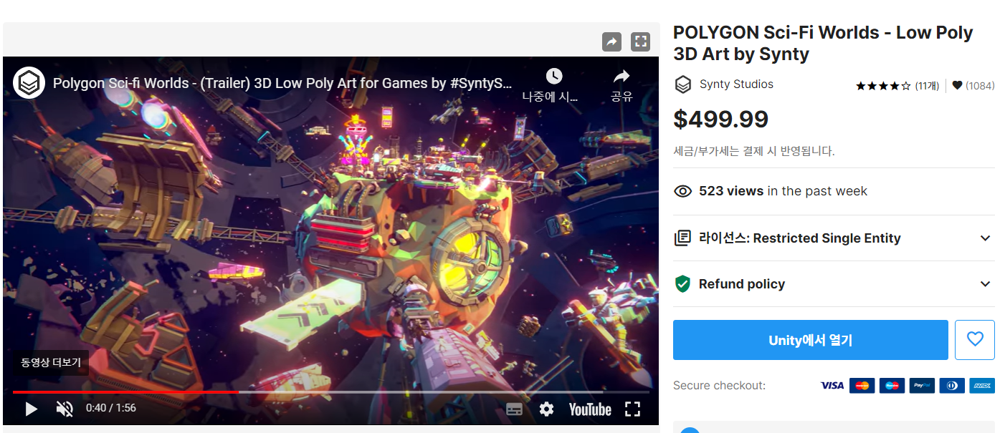 Polygon Sci-fi Worlds - (Trailer) 3D Low Poly Art for Games by #SyntyS...
나중에 시...
공유
동영상 더보기
0:40 / 1:56
YouTube
POLYGON Sci-Fi Worlds - Low Poly
3D Art by Synty
Synty Studios
(11개)
(1084)
$499.99
세금/부가세는 결제 시 반영됩니다.
523 views in the past week
라이선스: Restricted Single Entity
Refund policy
Unity에서 열기
Secure checkout:
VISA
PayPal
AMEX